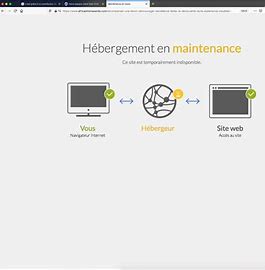 Hébergement en maintenance
Ce site est temporairement indisponible.
Vous
Navigateur Internet
Hébergeur
Site web
Accès au site